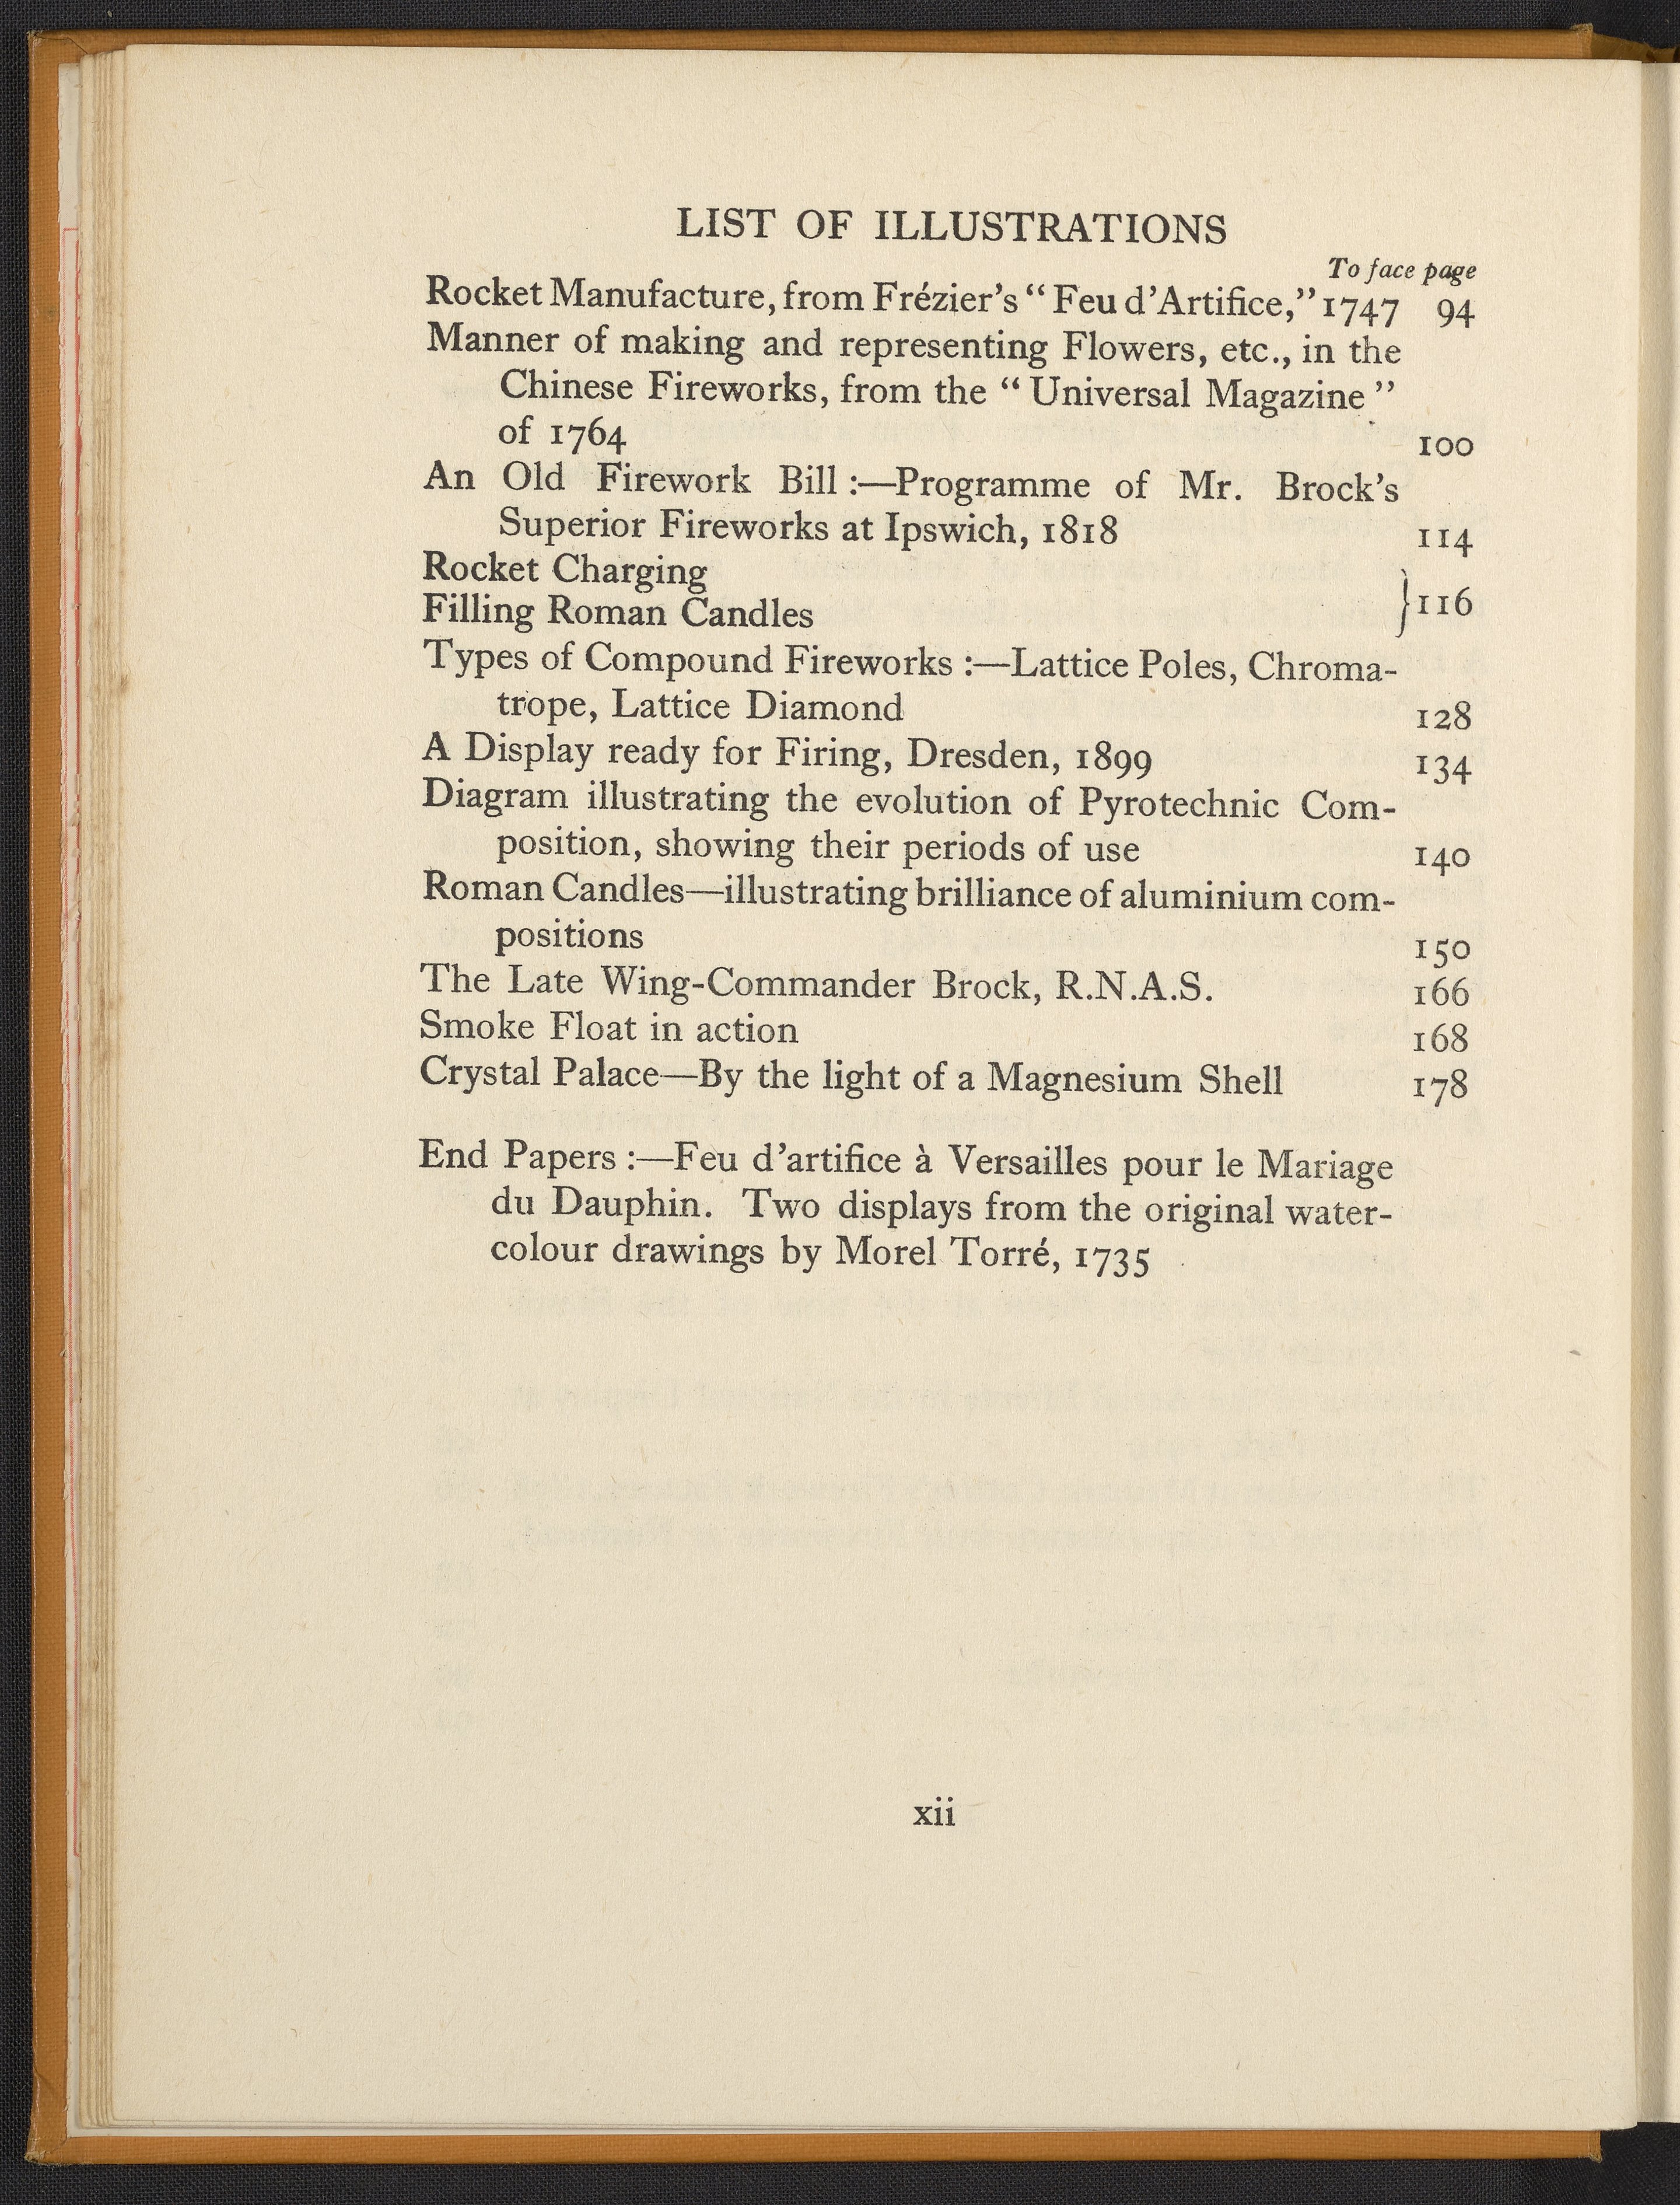 LIST OF ILLUSTRATIONS
To face page
Rocket Manufacture, from Frézier's “ Feu d'Artifice,” 1747 94
Manner of making and representing Flowers, etc., in the
Chinese Fireworks, from the “ Universal Magazine ”
of 1764 100
An Old Firework Bill :—Programme of Mr. Brock's
Superior Fireworks at Ipswich, 1818 114
Rocket Charging
Filling Roman Candles } 116
Types of Compound Fireworks :—Lattice Poles, Chroma-
trope, Lattice Diamond 128
A Display ready for Firing, Dresden, 1899 134
Diagram illustrating the evolution of Pyrotechnic Com-
position, showing their periods of use 140
Roman Candles—illustrating brilliance of aluminium com-
positions 150
The Late Wing-Commander Brock, R.N.A.S. 166
Smoke Float in action 168
Crystal Palace—By the light of a Magnesium Shell 178
End Papers :—Feu d'artifice à Versailles pour le Mariage
du Dauphin. Two displays from the original water-
colour drawings by Morel Torré, 1735
xii